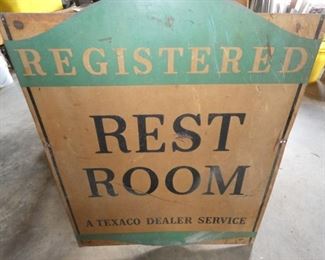 REGISTERED
REST
ROOM
A TEXACO DEALER SERVICE